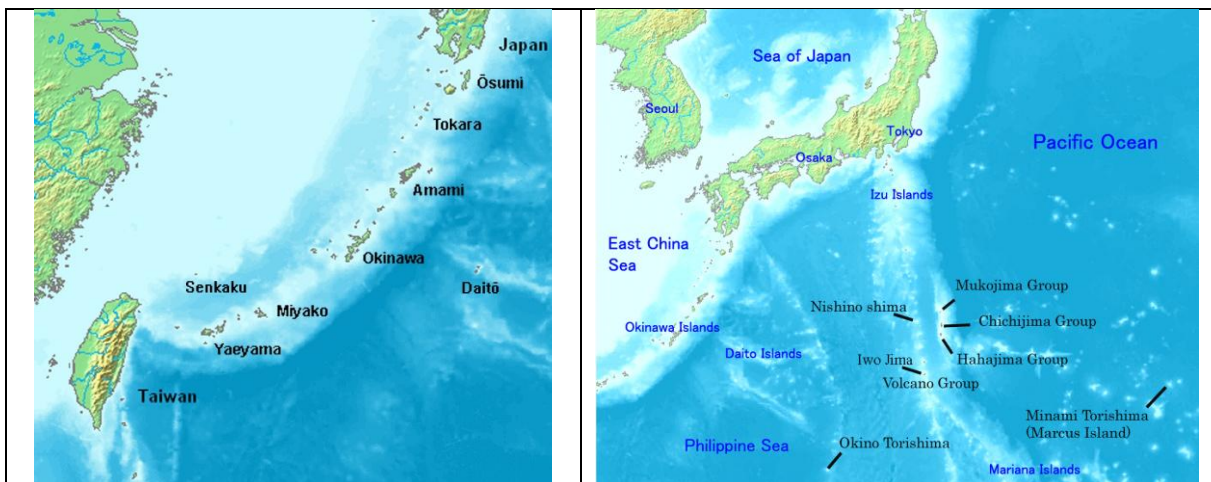 Japan
Ōsumi
Tokara
Amami
Okinawa
Daitō
Senkaku
Miyako
Yaeyama
Taiwan
Sea of Japan
Seoul
Tokyo
Pacific Ocean
Osaka
Izu Islands
East China
Sea
Mukojima Group
Nishino shima
Chichijima Group
Okinawa Islands
Daito Islands
Iwo Jima
Hahajima Group
Volcano Group
Minami Torishima
(Marcus Island)
Philippine Sea
Okino Torishima
Mariana Islands